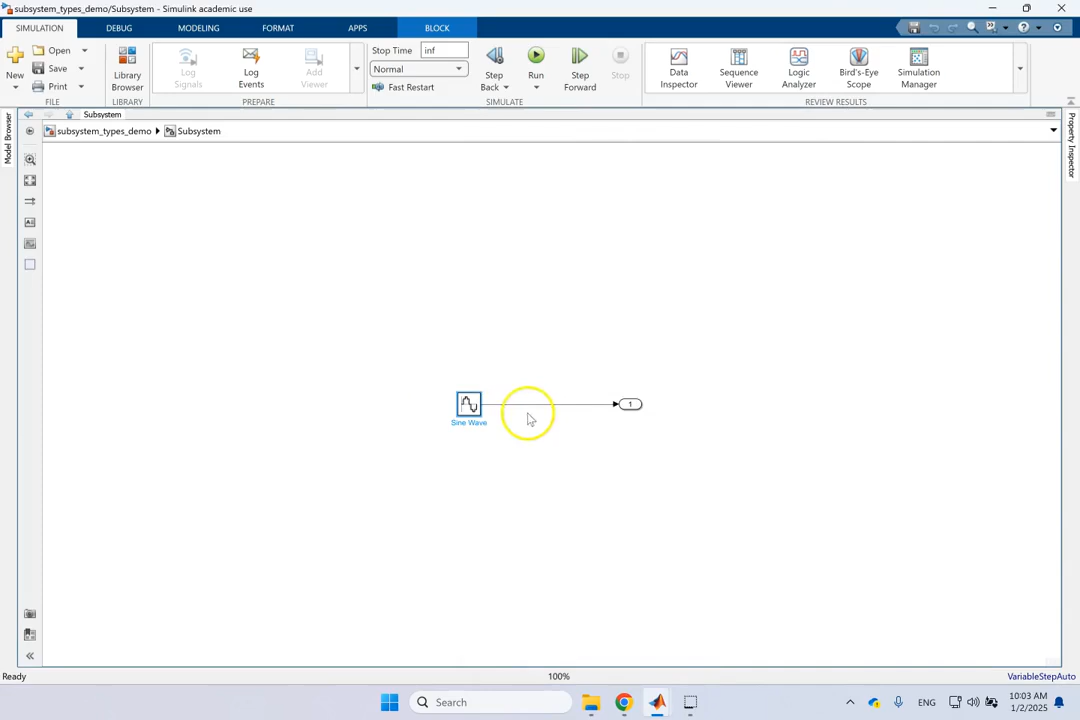 subsystem_types_demo/Subsystem - Simulink academic use
SIMULATION
DEBUG
MODELING
FORMAT
APPS
BLOCK
New
Open
Save
Print
FILE
Library
Browser
LIBRARY
Log
Signals
Log
Events
Add
Viewer
PREPARE
Stop Time
inf
Normal
Fast Restart
Step
Back
Run
Step
Forward
Stop
SIMULATE
Data
Inspector
Sequence
Viewer
Logic
Analyzer
Bird's-Eye
Scope
Simulation
Manager
REVIEW RESULTS
Model Browser
Subsystem
subsystem_types_demo
Subsystem
Property Inspector
Sine Wave
1
Ready
100%
VariableStepAuto
Search
ENG
10:03 AM
1/2/2025